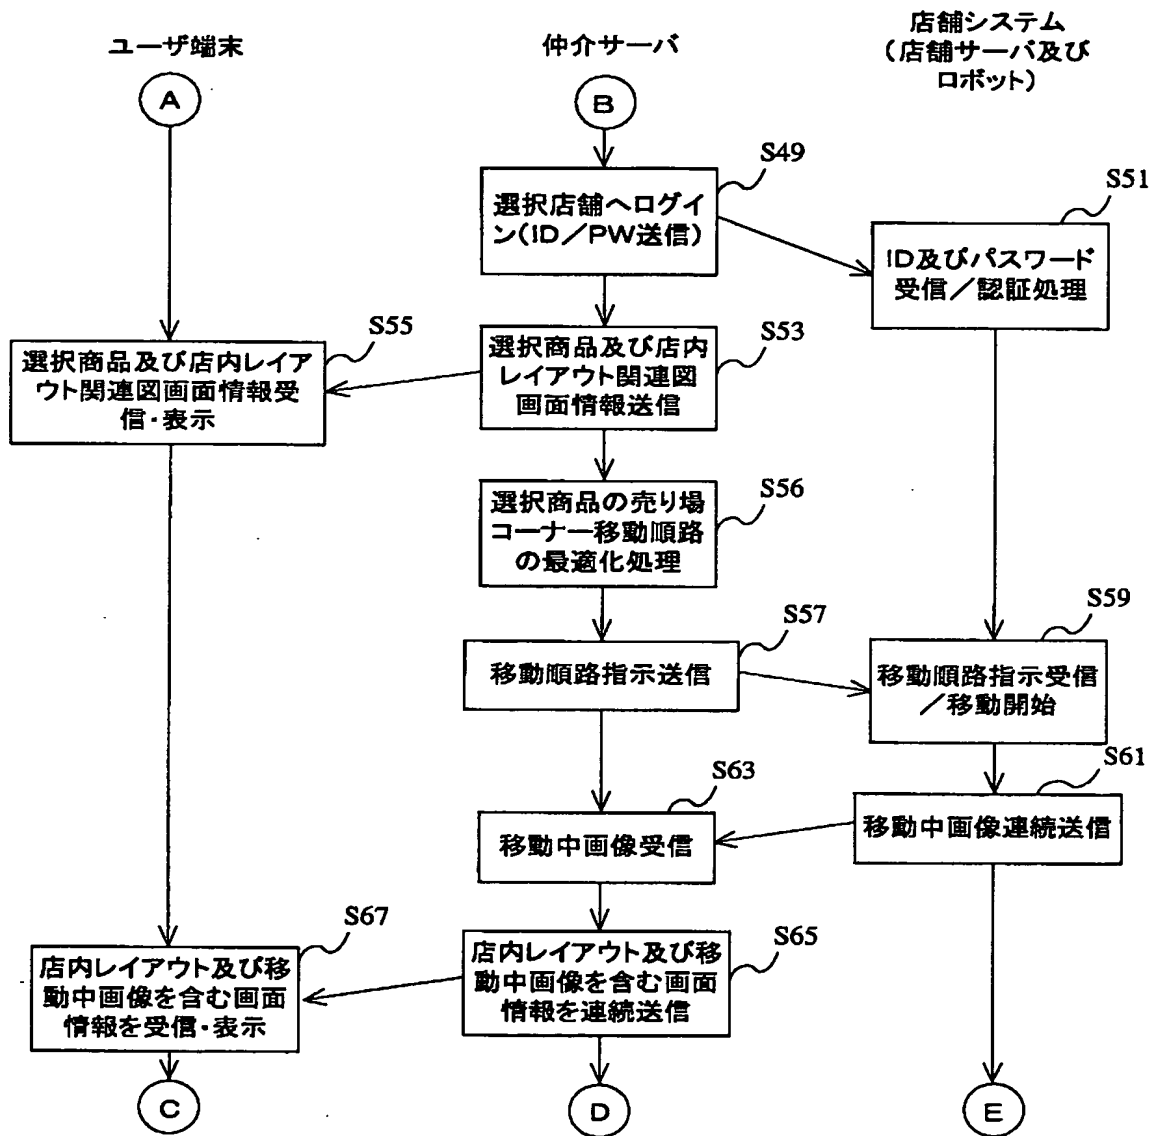 ユーザ端末
仲介サーバ
店舗システム
(店舗サーバ及び
ロボット)
A
B
S49
選択店舗へログイ
ン(ID/PW送信)
S51
ID及びパスワード
受信/認証処理
S55
選択商品及び店内レイア
ウト関連図画面情報受
信・表示
S53
選択商品及び店内
レイアウト関連図
画面情報送信
S56
選択商品の売り場
コーナー移動順路
の最適化処理
S57
移動順路指示送信
S59
移動順路指示受信
/移動開始
S61
移動中画像連続送信
S63
移動中画像受信
S67
店内レイアウト及び移
動中画像を含む画面
情報を受信・表示
S65
店内レイアウト及び移
動中画像を含む画面
情報を連続送信
C
D
E